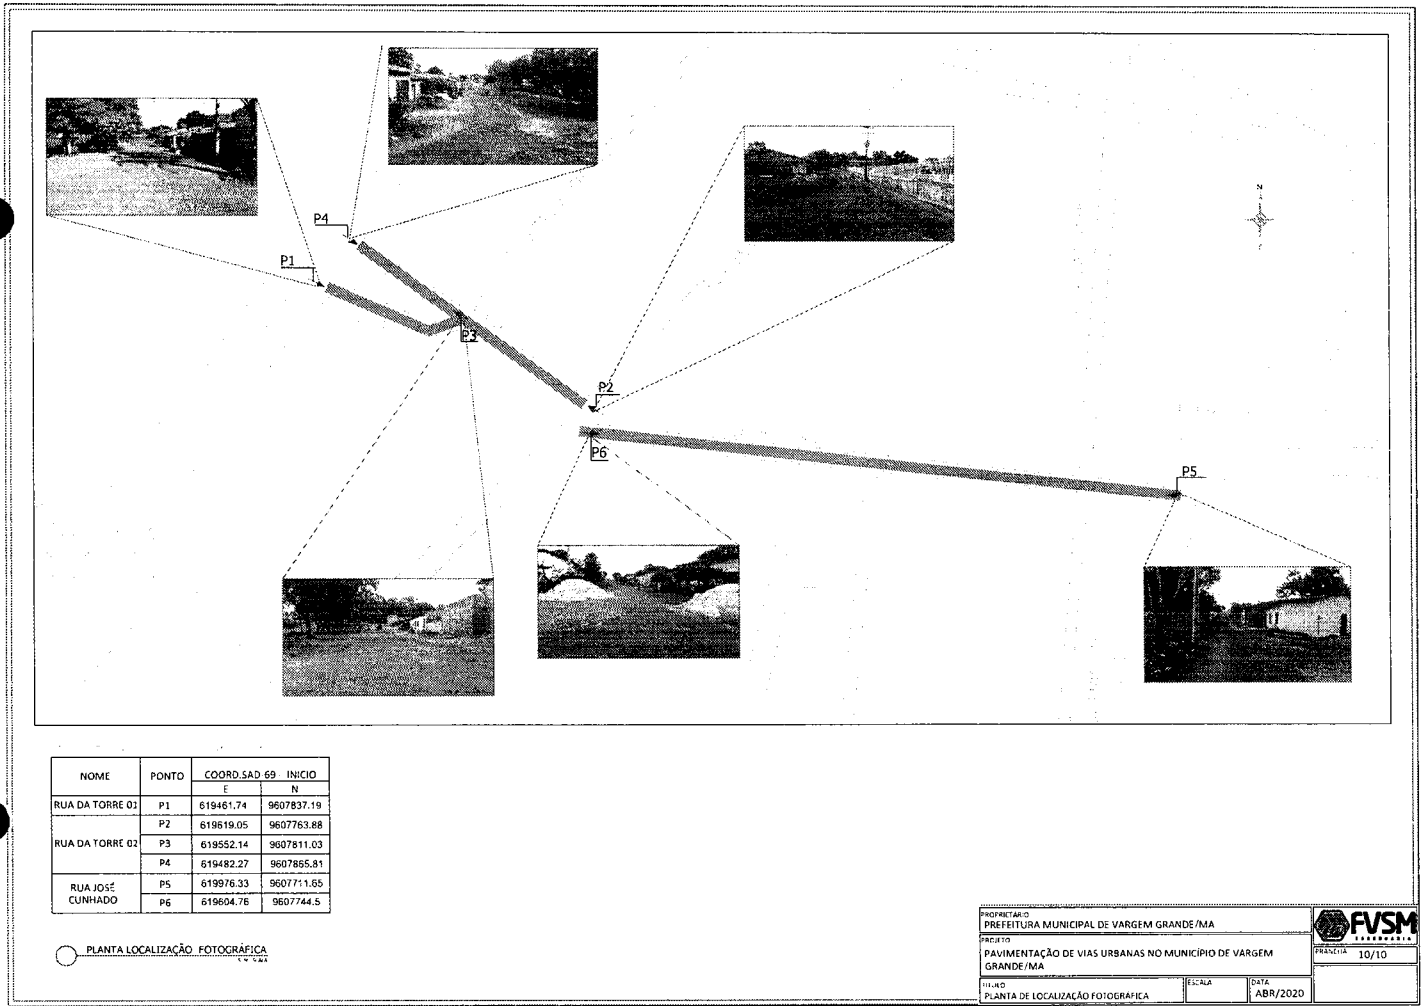 P4
P1
N
P3
P2
P6
P5
NOME PONTO COORD.SAD-69 - INICIO
E N
RUA DA TORRE 01 P1 619461.74 9607837.19
P2 619619.05 9607763.88
RUA DA TORRE 02 P3 619552.14 9607811.03
P4 619482.27 9607865.81
RUA JOSÉ CUNHADO P5 619976.33 9607711.65
P6 619604.76 9607744.5
PLANTA LOCALIZAÇÃO FOTOGRÁFICA
PROPRIETÁRIO
PREFEITURA MUNICIPAL DE VARGEM GRANDE/MA
PROJETO
PAVIMENTAÇÃO DE VIAS URBANAS NO MUNICÍPIO DE VARGEM
GRANDE/MA
TÍTULO
PLANTA DE LOCALIZAÇÃO FOTOGRÁFICA
ESCALA
DATA
ABR/2020
FVSM
ENGENHARIA
PRANCHA 10/10